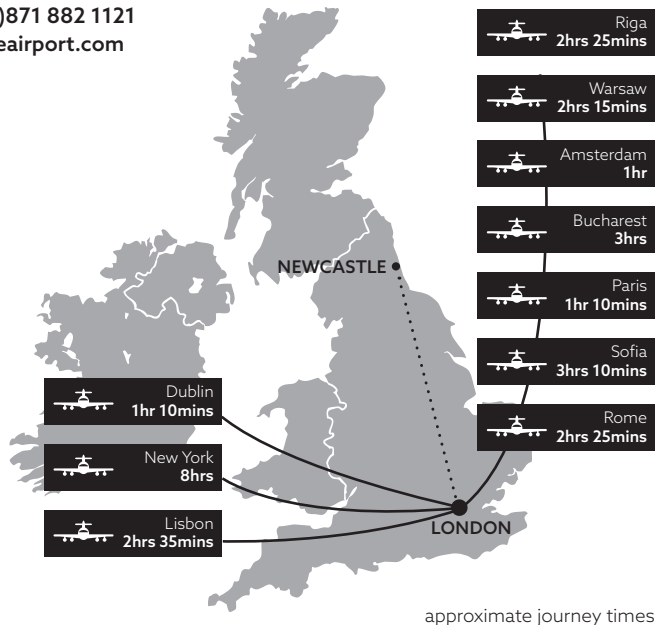 )871 882 1121
eairport.com
Riga
2hrs 25mins
Warsaw
2hrs 15mins
Amsterdam
1hr
Bucharest
3hrs
Paris
1hr 10mins
Sofia
3hrs 10mins
Rome
2hrs 25mins
NEWCASTLE
Dublin
1hr 10mins
New York
8hrs
Lisbon
2hrs 35mins
LONDON
approximate journey times